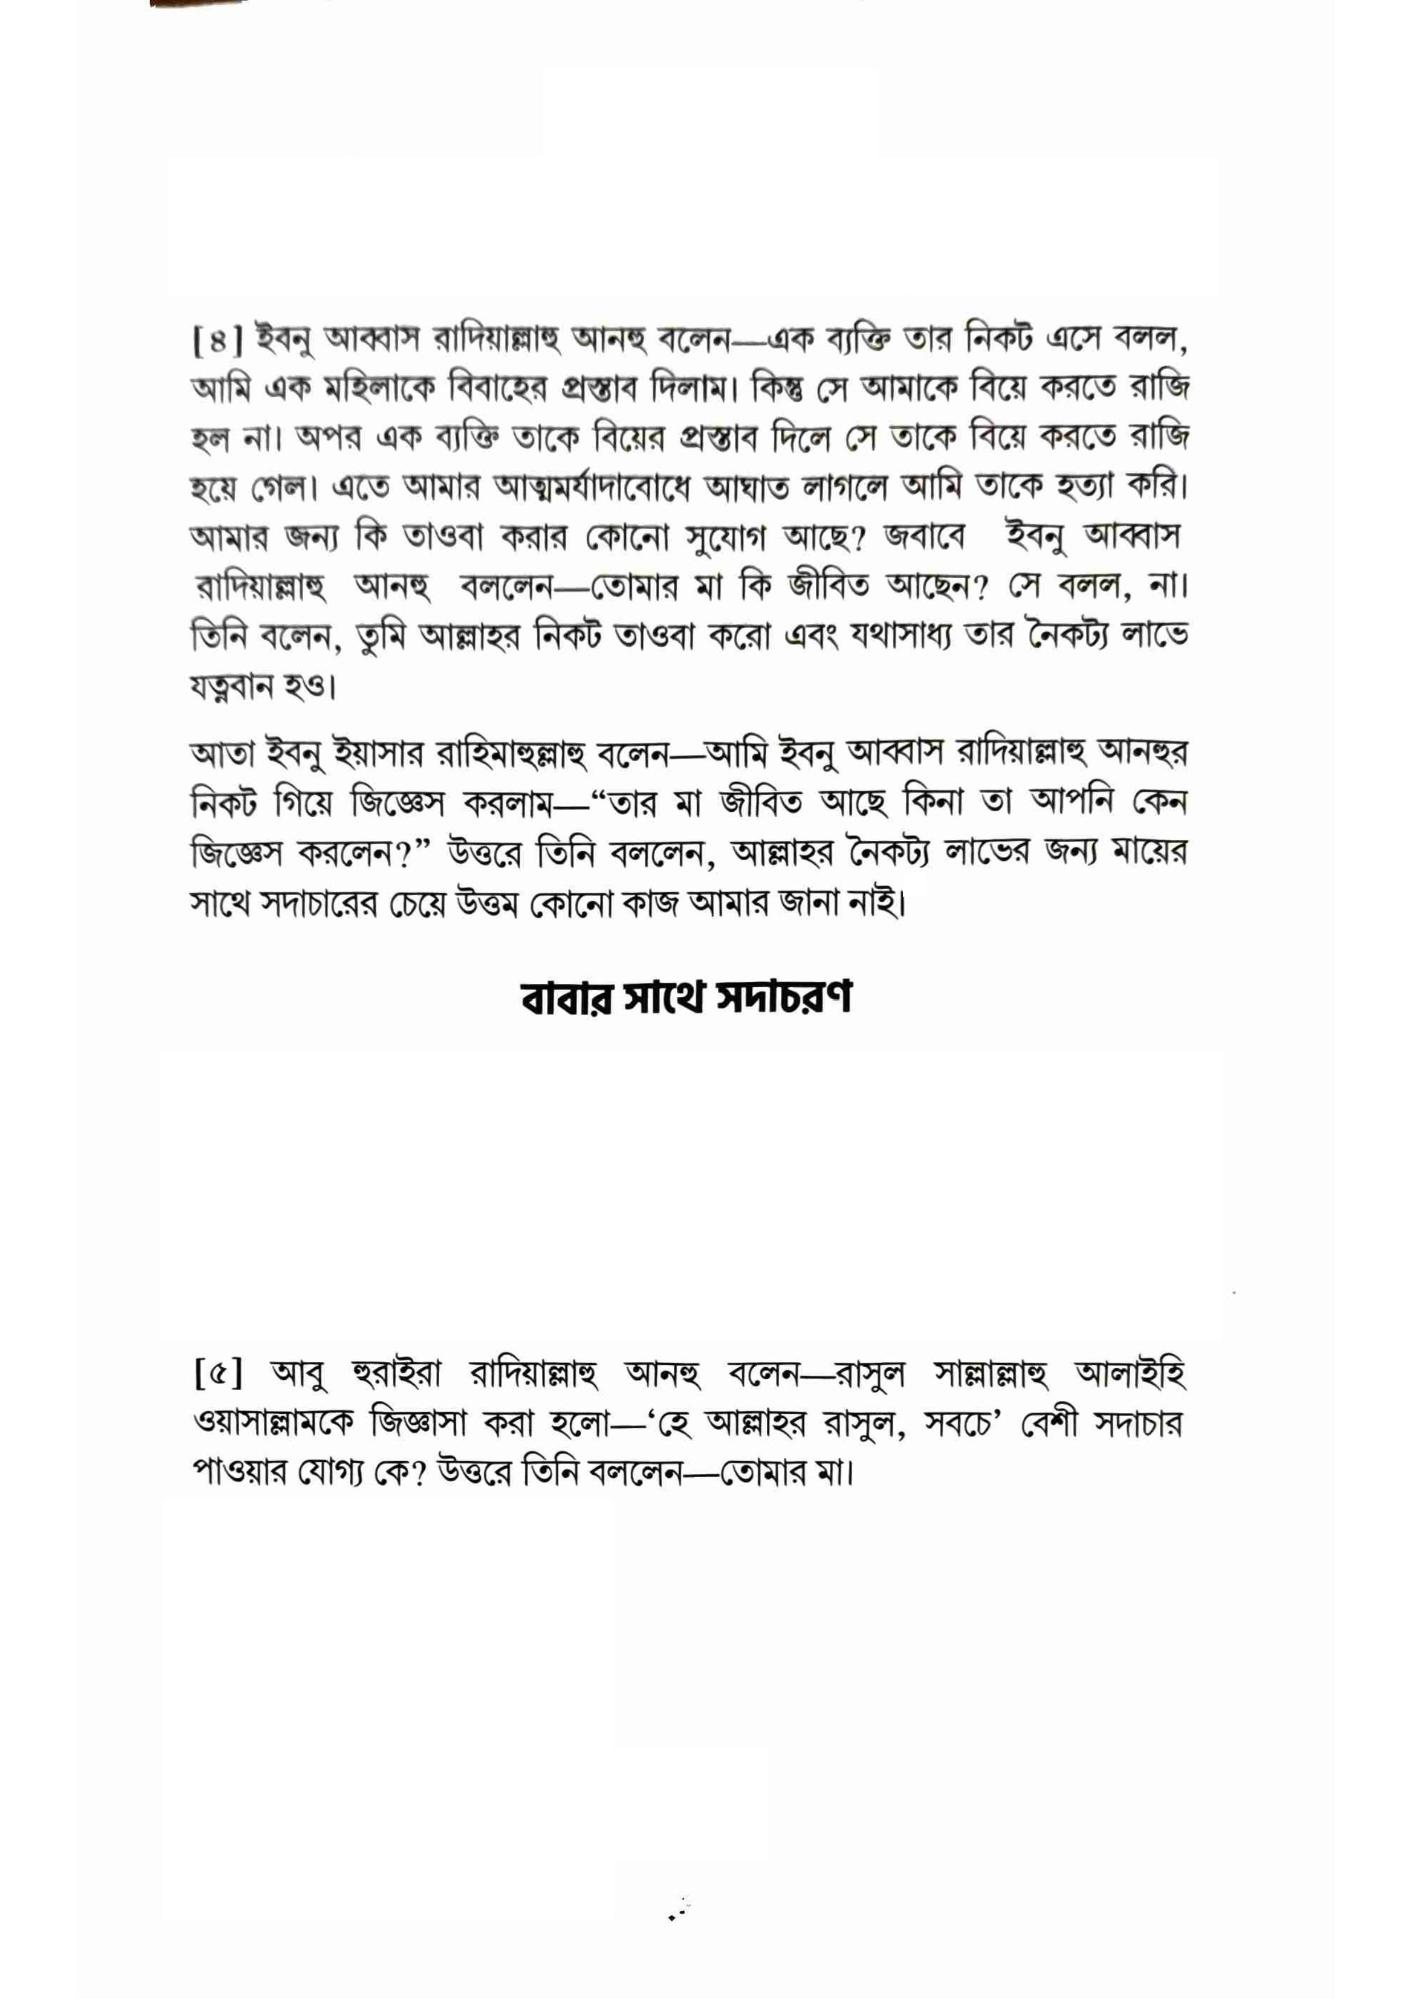 [৪] ইবনু আব্বাস রাদিয়াল্লাহু আনহু বলেন—এক ব্যক্তি তার নিকট এসে বলল,
আমি এক মহিলাকে বিবাহের প্রস্তাব দিলাম। কিন্তু সে আমাকে বিয়ে করতে রাজি
হল না। অপর এক ব্যক্তি তাকে বিয়ের প্রস্তাব দিলে সে তাকে বিয়ে করতে রাজি
হয়ে গেল। এতে আমার আত্মমর্যাদাবোধে আঘাত লাগলে আমি তাকে হত্যা করি।
আমার জন্য কি তাওবা করার কোনো সুযোগ আছে? জবাবে ইবনু আব্বাস
রাদিয়াল্লাহু আনহু বললেন—তোমার মা কি জীবিত আছেন? সে বলল, না।
তিনি বলেন, তুমি আল্লাহর নিকট তাওবা করো এবং যথাসাধ্য তার নৈকট্য লাভে
যত্নবান হও।
আতা ইবনু ইয়াসার রাহিমাহুল্লাহু বলেন—আমি ইবনু আব্বাস রাদিয়াল্লাহু আনহুর
নিকট গিয়ে জিজ্ঞেস করলাম—“তার মা জীবিত আছে কিনা তা আপনি কেন
জিজ্ঞেস করলেন?” উত্তরে তিনি বললেন, আল্লাহর নৈকট্য লাভের জন্য মায়ের
সাথে সদাচারের চেয়ে উত্তম কোনো কাজ আমার জানা নাই।
বাবার সাথে সদাচরণ
[৫] আবু হুরাইরা রাদিয়াল্লাহু আনহু বলেন—রাসুল সাল্লাল্লাহু আলাইহি
ওয়াসাল্লামকে জিজ্ঞাসা করা হলো—‘হে আল্লাহর রাসুল, সবচে’ বেশী সদাচার
পাওয়ার যোগ্য কে? উত্তরে তিনি বললেন—তোমার মা।